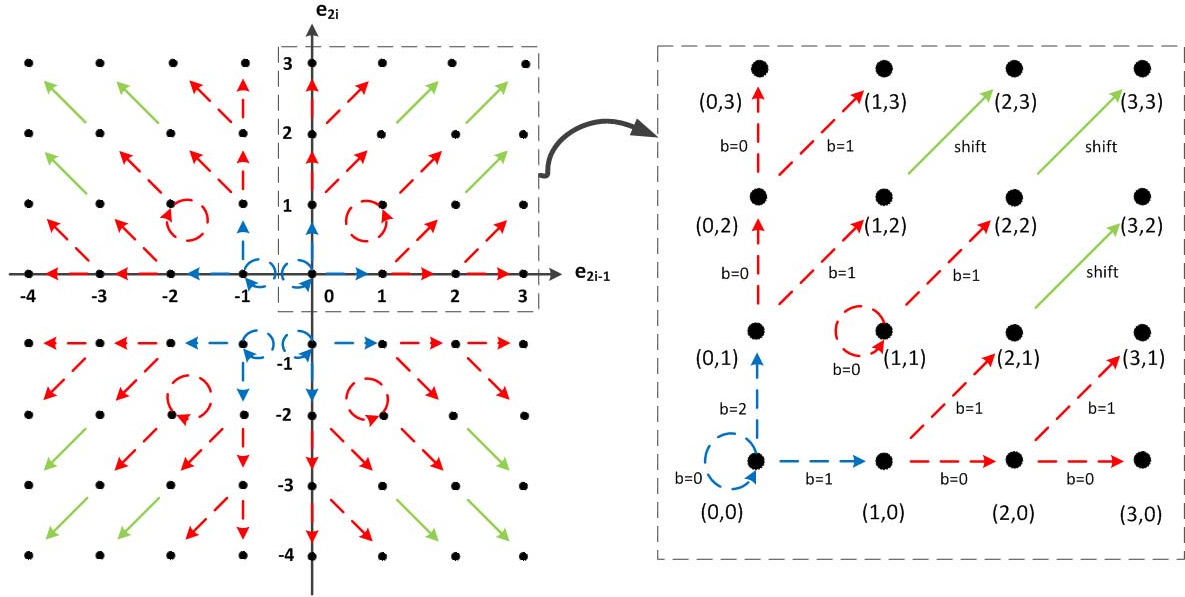 e2i
3
2
1
-4 -3 -2 -1 0 1 2 3
e2i-1
-1
-2
-3
-4
(0,3) (1,3) (2,3) (3,3)
b=0 b=1 shift shift
(0,2) (1,2) (2,2) (3,2)
b=0 b=1 b=1 shift
(0,1) (1,1) (2,1) (3,1)
b=0
b=2 b=1 b=1
b=0 b=1 b=0 b=0
(0,0) (1,0) (2,0) (3,0)